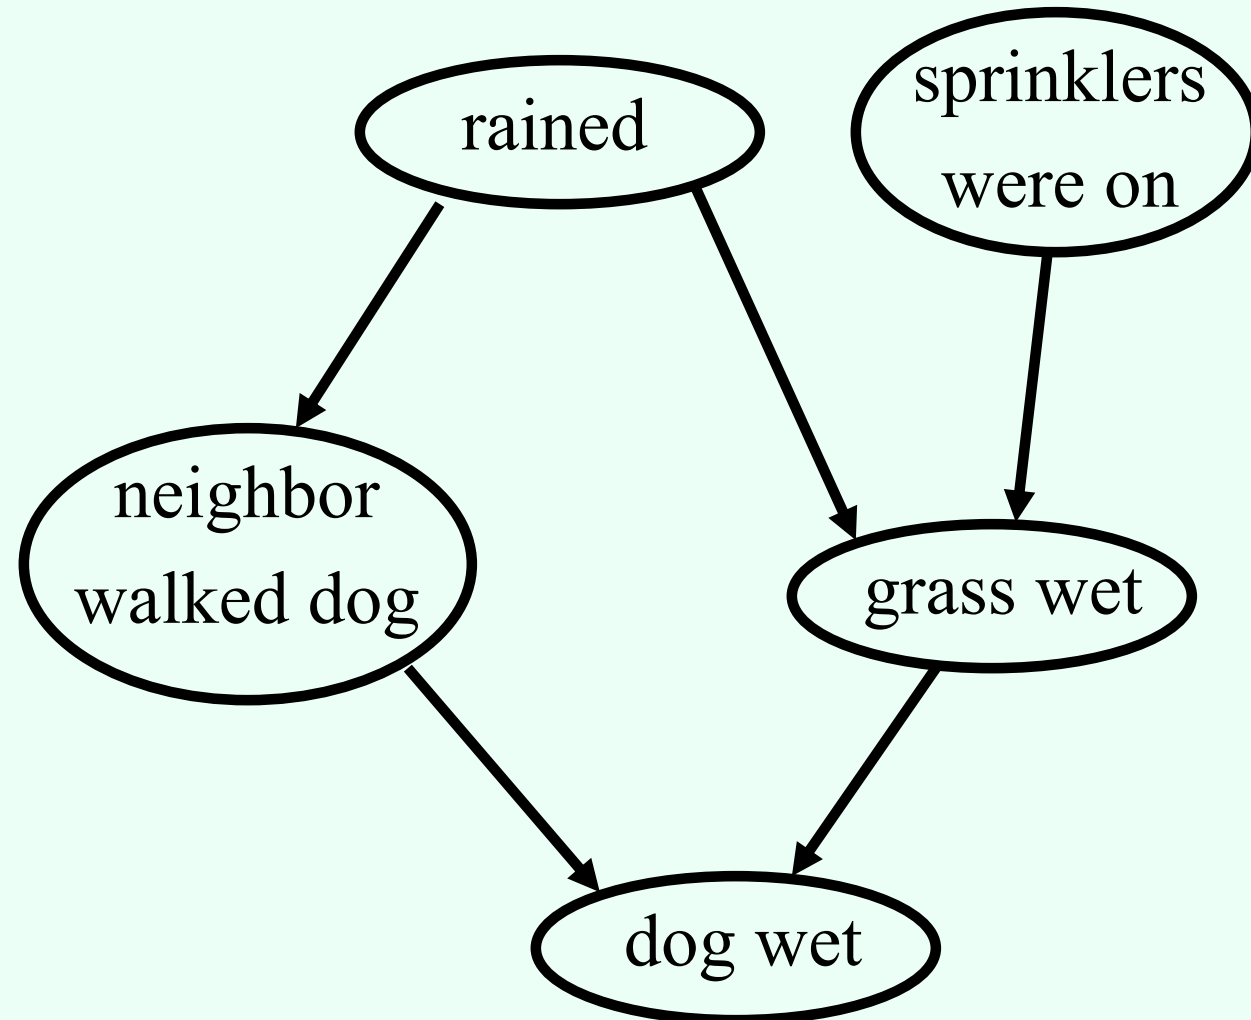 rained
sprinklers
were on
neighbor
walked dog
grass wet
dog wet